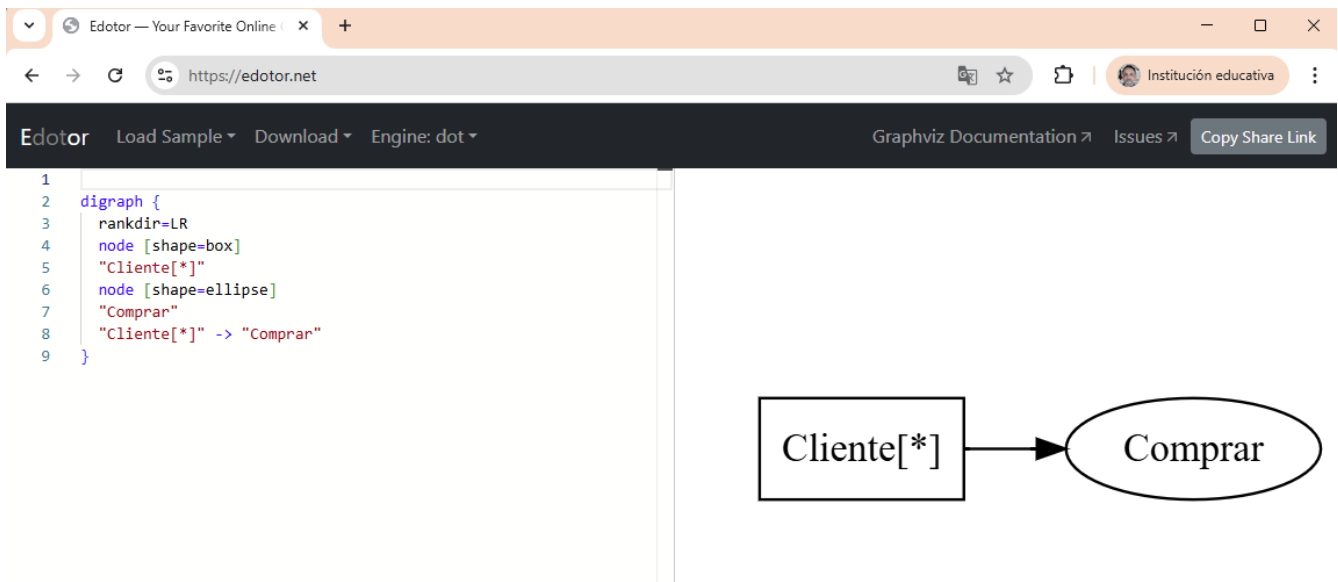 Edotor — Your Favorite Online
https://edotor.net
Institución educativa
Edotor Load Sample Download Engine: dot Graphviz Documentation Issues Copy Share Link
1
2 digraph {
3 rankdir=LR
4 node [shape=box]
5 "Cliente[*]"
6 node [shape=ellipse]
7 "Comprar"
8 "Cliente[*]" -> "Comprar"
9 }
Cliente[*] Comprar